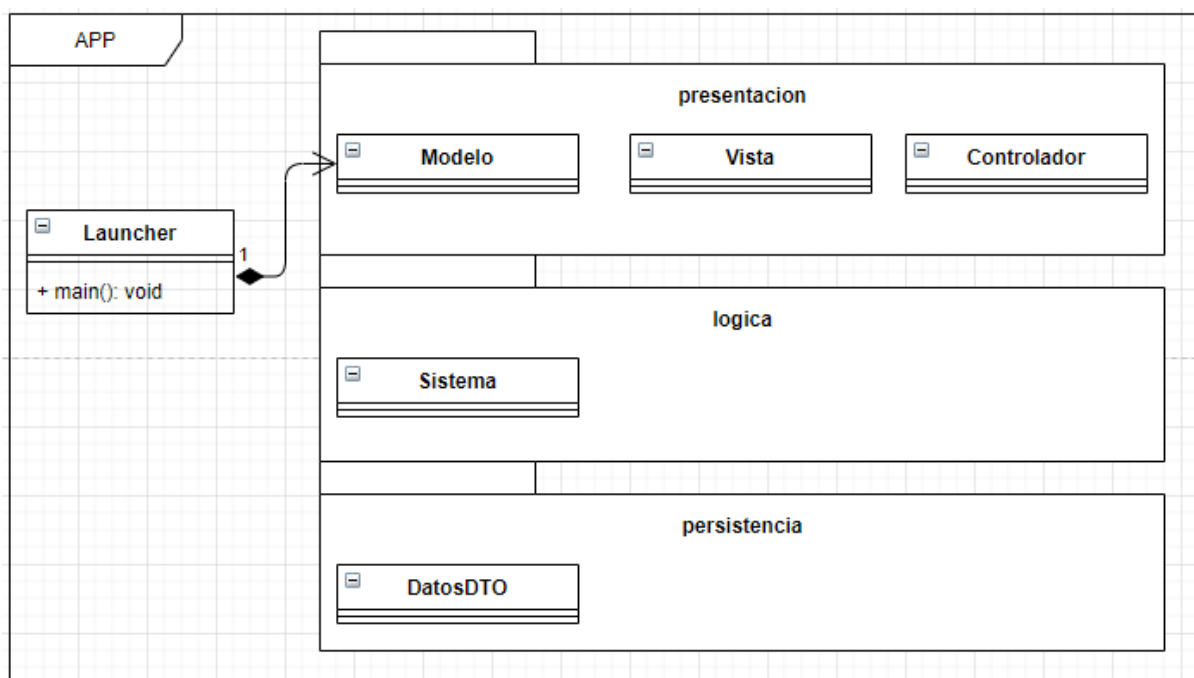 APP
presentacion
Modelo
Vista
Controlador
Launcher
1
+ main(): void
logica
Sistema
persistencia
DatosDTO